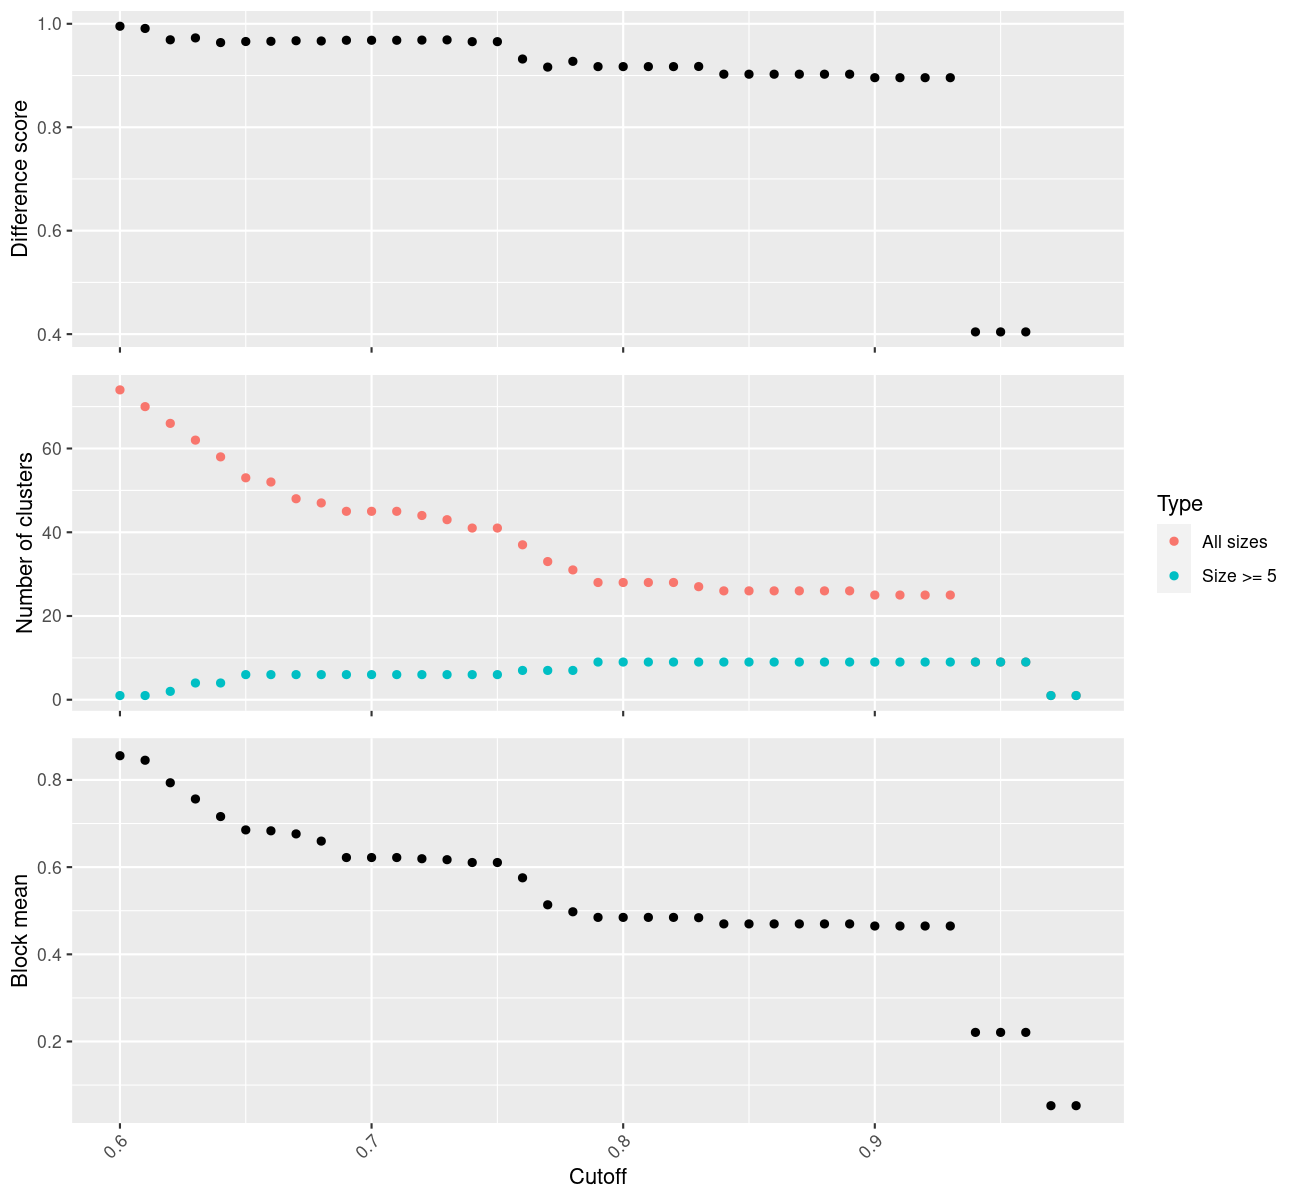 1.0
0.8
0.6
0.4
Difference score
60
40
20
0
Number of clusters
Type
All sizes
Size >= 5
0.8
0.6
0.4
0.2
Block mean
0.6
0.7
0.8
0.9
Cutoff